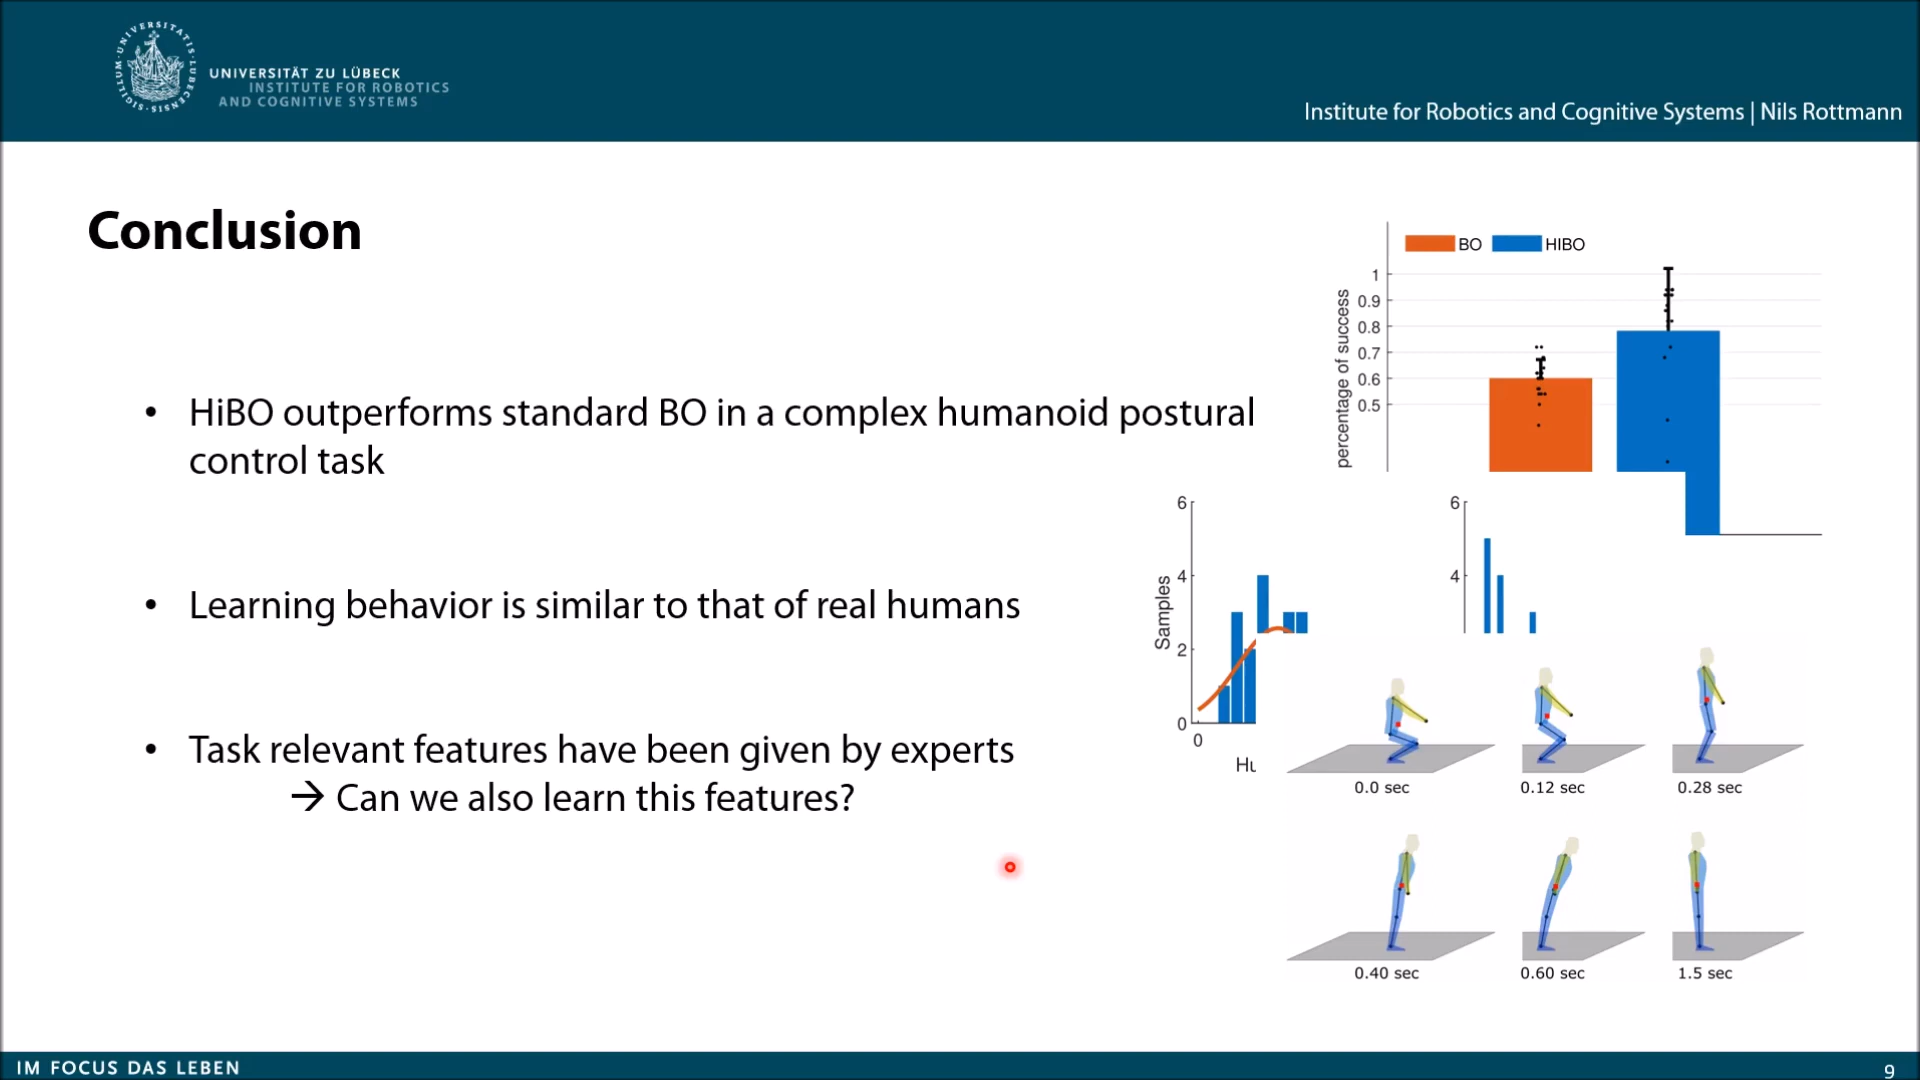 SIGILLUM · UNIVERSITATIS · LUBECENSIS
UNIVERSITÄT ZU LÜBECK
INSTITUTE FOR ROBOTICS
AND COGNITIVE SYSTEMS
Institute for Robotics and Cognitive Systems | Nils Rottmann
Conclusion
• HiBO outperforms standard BO in a complex humanoid postural
control task
• Learning behavior is similar to that of real humans
• Task relevant features have been given by experts
→ Can we also learn this features?
BO HIBO
percentage of success
1
0.9
0.8
0.7
0.6
0.5
Samples
6
4
2
0
0
Hu
6
4
0.0 sec
0.12 sec
0.28 sec
0.40 sec
0.60 sec
1.5 sec
IM FOCUS DAS LEBEN
9